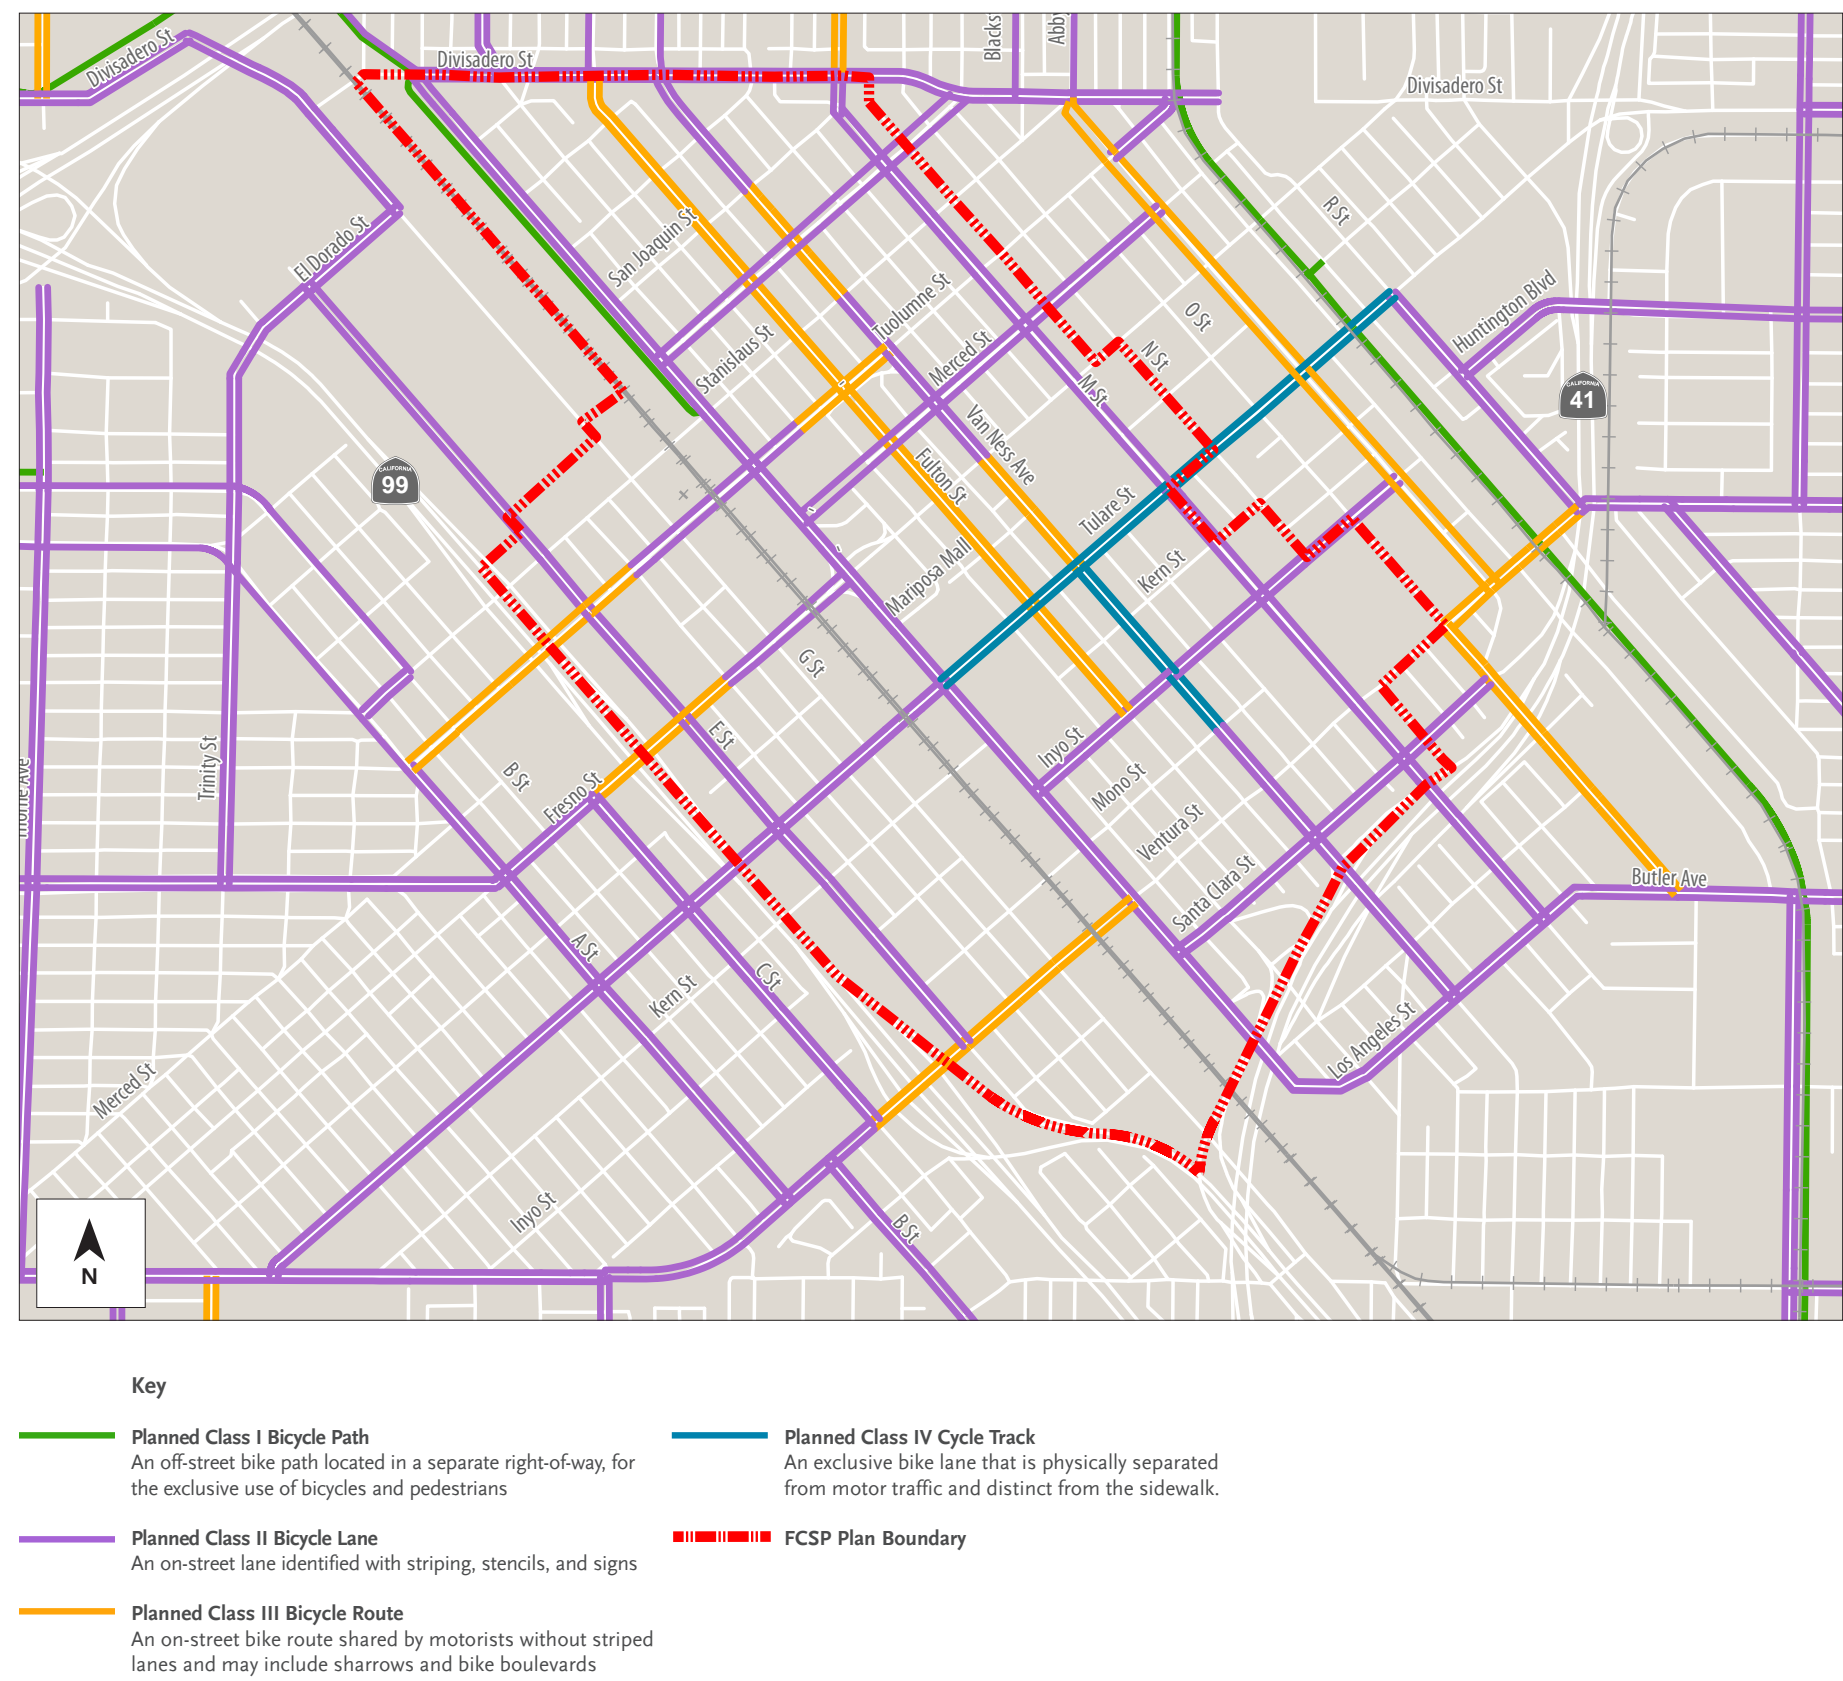 Blacks
Abby
Divisadero St
Divisadero St
Divisadero St
R St
San Joaquin St
El Dorado St
Tuolumne St
O St
Huntington Blvd
Stanislaus St
Merced St
N St
M St
CALIFORNIA
41
Van Ness Ave
Fulton St
CALIFORNIA
99
Tulare St
Kern St
Mariposa Mall
G St
E St
Inyo St
Trinity St
B St
Fresno St
Mono St
Ventura St
Santa Clara St
Butler Ave
A St
C St
Kern St
Los Angeles St
Merced St
Inyo St
B St
N
Key
Planned Class I Bicycle Path
An off-street bike path located in a separate right-of-way, for
the exclusive use of bicycles and pedestrians
Planned Class II Bicycle Lane
An on-street lane identified with striping, stencils, and signs
Planned Class III Bicycle Route
An on-street bike route shared by motorists without striped
lanes and may include sharrows and bike boulevards
Planned Class IV Cycle Track
An exclusive bike lane that is physically separated
from motor traffic and distinct from the sidewalk.
FCSP Plan Boundary